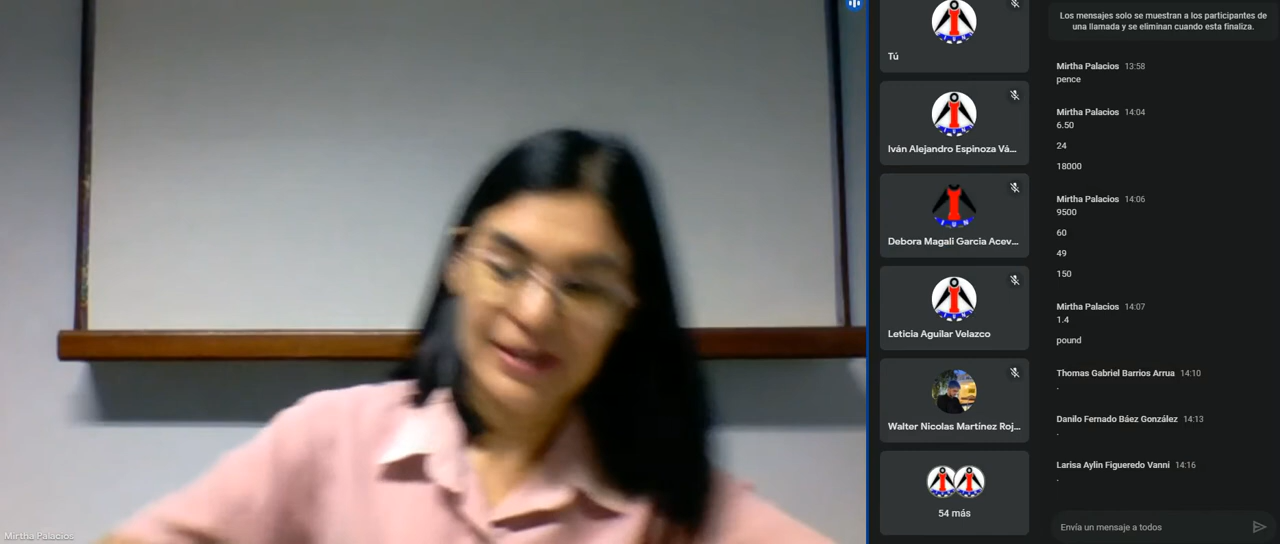 Mirtha Palacios
Tú
Iván Alejandro Espinoza Vá...
Debora Magali Garcia Acev...
Leticia Aguilar Velazco
Walter Nicolas Martínez Roj...
54 más
Los mensajes solo se muestran a los participantes de
una llamada y se eliminan cuando esta finaliza.
Mirtha Palacios 13:58
pence
Mirtha Palacios 14:04
6.50
24
18000
Mirtha Palacios 14:06
9500
60
49
150
Mirtha Palacios 14:07
1.4
pound
Thomas Gabriel Barrios Arrua 14:10
.
Danilo Fernado Báez González 14:13
.
Larisa Aylin Figueredo Vanni 14:16
.
Envía un mensaje a todos